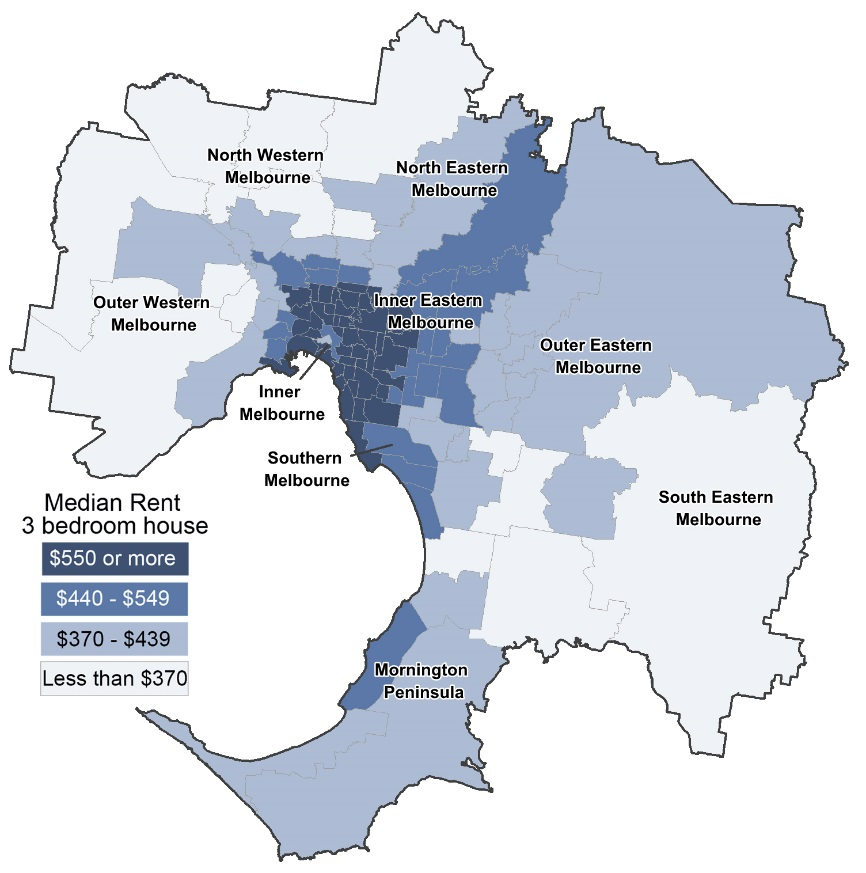 North Western
Melbourne
North Eastern
Melbourne
Outer Western
Melbourne
Inner Eastern
Melbourne
Outer Eastern
Melbourne
Inner
Melbourne
Southern
Melbourne
South Eastern
Melbourne
Mornington
Peninsula
Median Rent
3 bedroom house
$550 or more
$440 - $549
$370 - $439
Less than $370